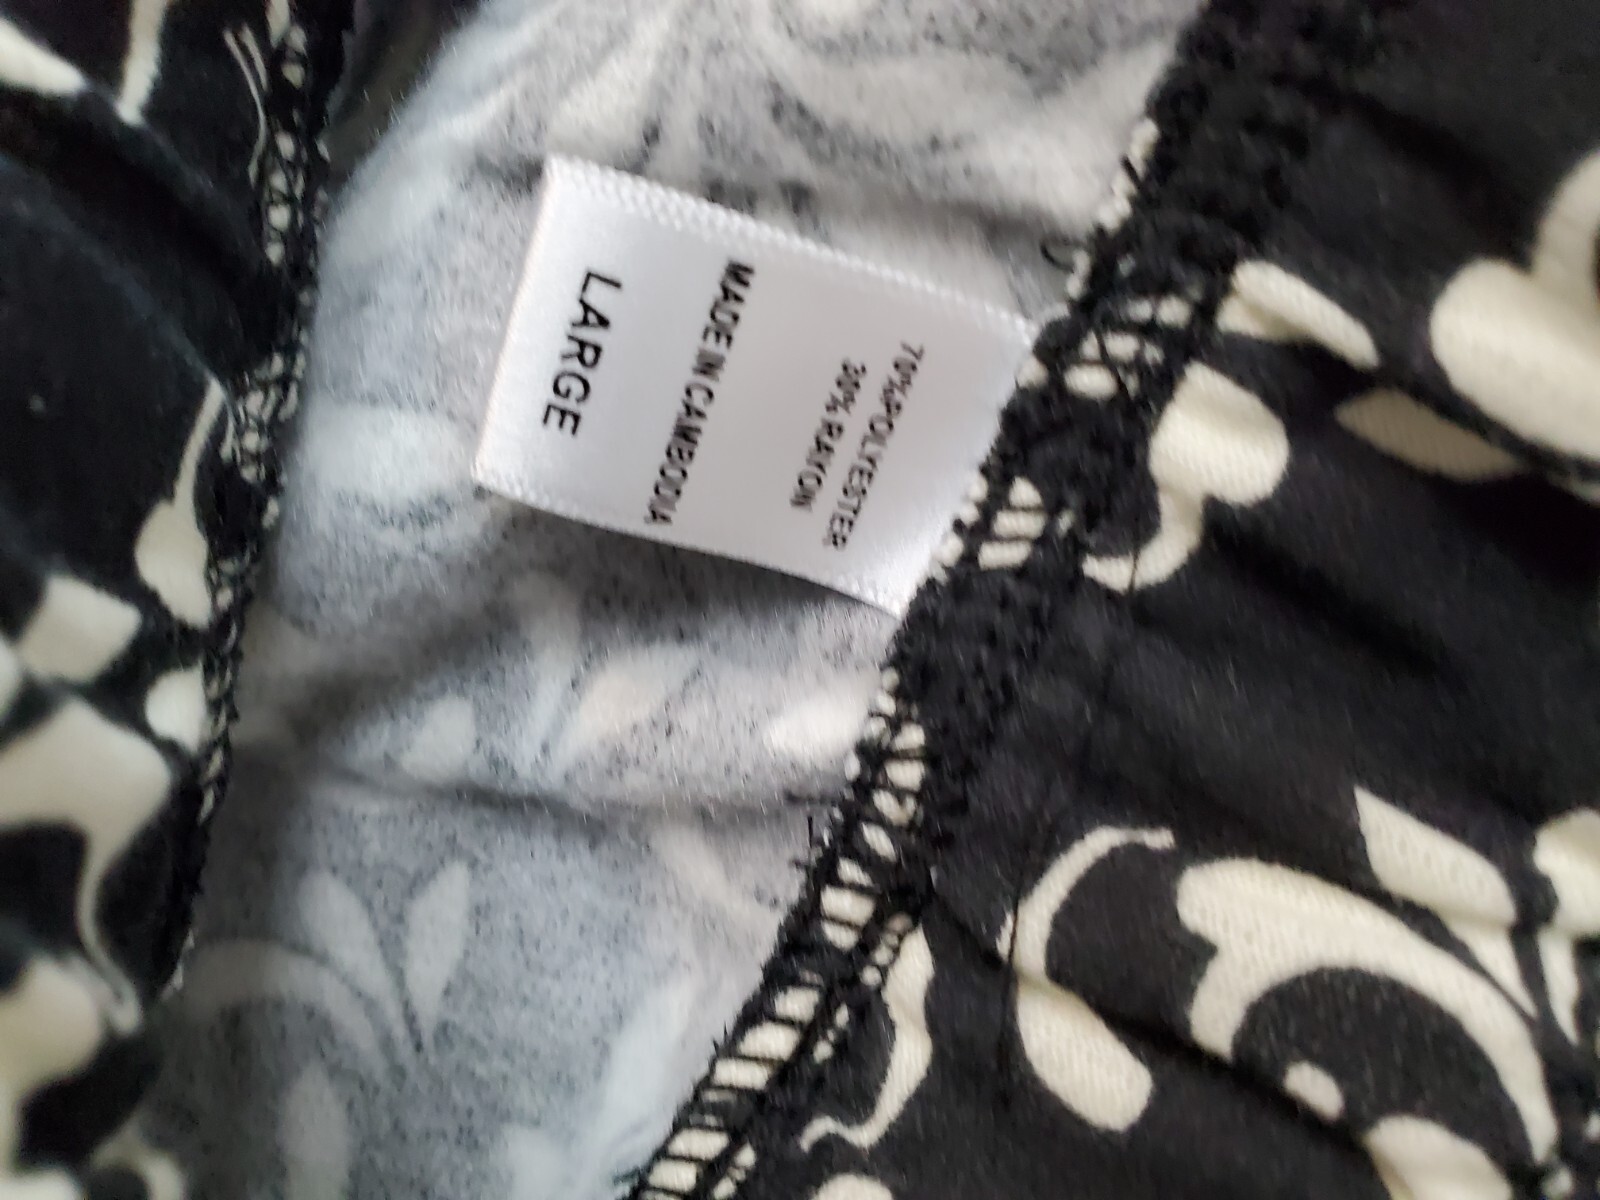 70%POLYESTER
30% RAYON
MADE IN CAMBODIA
LARGE